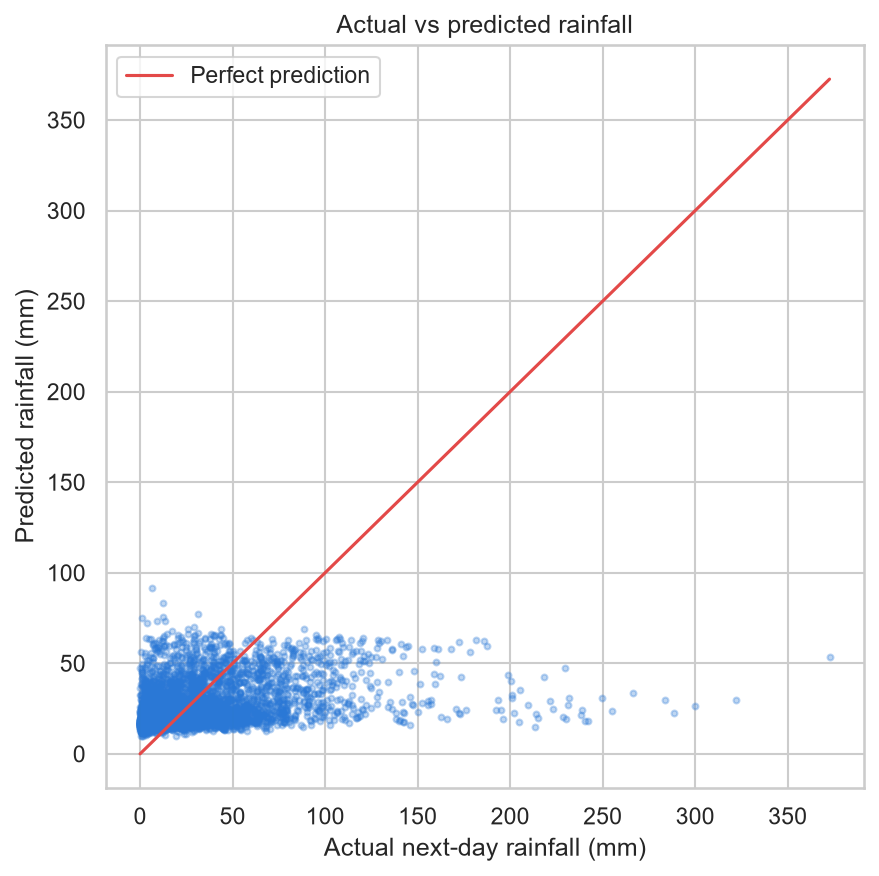 Actual vs predicted rainfall
Perfect prediction
Predicted rainfall (mm)
350
300
250
200
150
100
50
0
0 50 100 150 200 250 300 350
Actual next-day rainfall (mm)